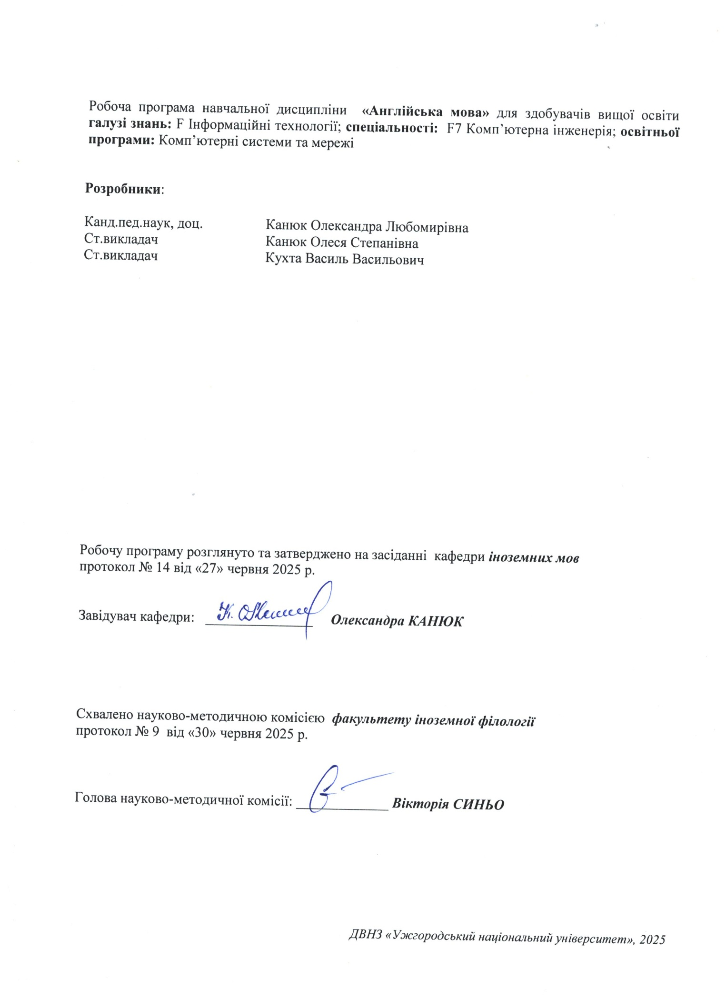 Робоча програма навчальної дисципліни «Англійська мова» для здобувачів вищої освіти
галузі знань: F Інформаційні технології; спеціальності: F7 Комп’ютерна інженерія; освітньої
програми: Комп’ютерні системи та мережі
Розробники:
Канд.пед.наук, доц. Канюк Олександра Любомирівна
Ст.викладач Канюк Олеся Степанівна
Ст.викладач Кухта Василь Васильович
Робочу програму розглянуто та затверджено на засіданні кафедри іноземних мов
протокол № 14 від «27» червня 2025 р.
Завідувач кафедри: Олександра КАНЮК
Схвалено науково-методичною комісією факультету іноземної філології
протокол № 9 від «30» червня 2025 р.
Голова науково-методичної комісії: Вікторія СИНЬО
ДВНЗ «Ужгородський національний університет», 2025